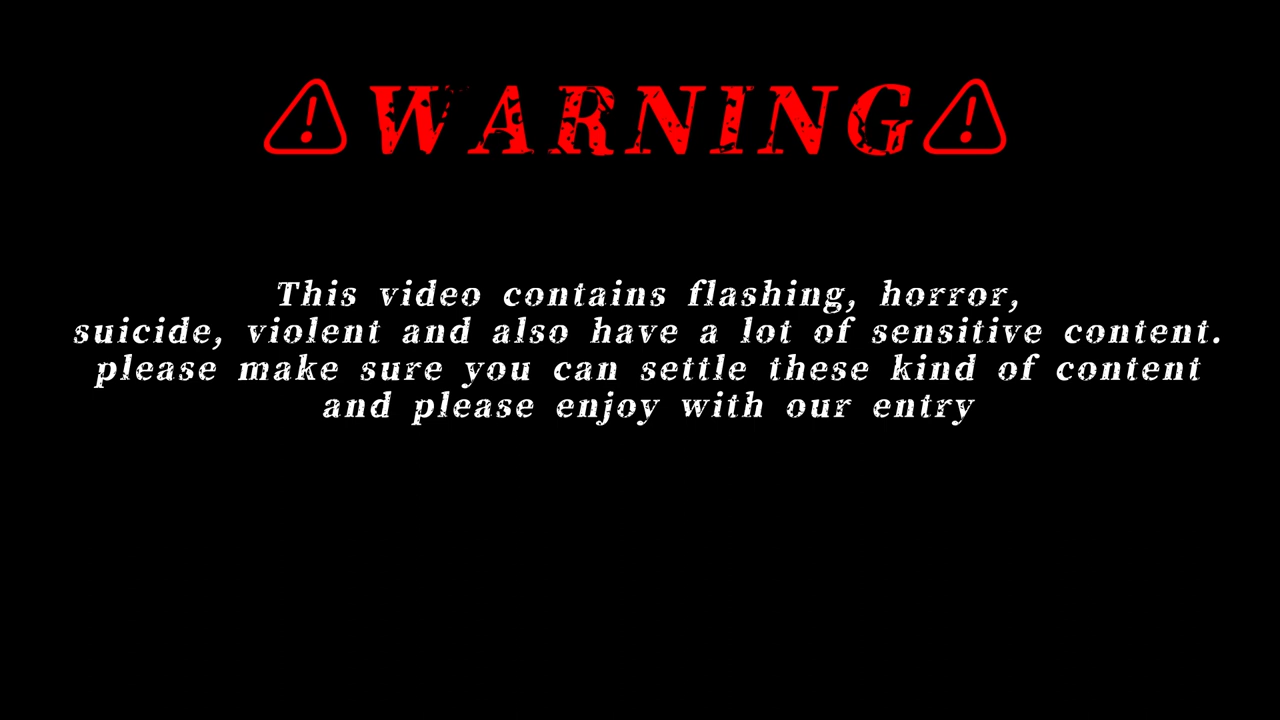 ⚠WARNING⚠
This video contains flashing, horror,
suicide, violent and also have a lot of sensitive content.
please make sure you can settle these kind of content
and please enjoy with our entry